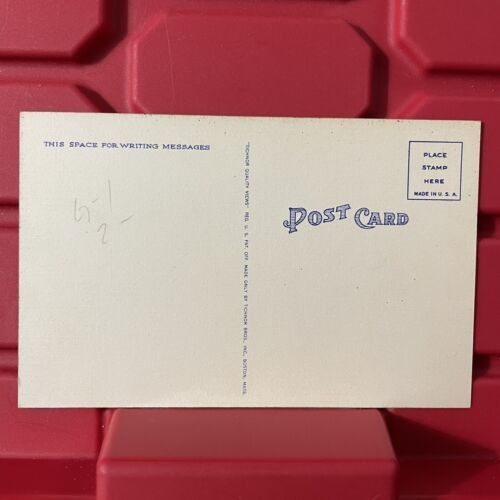 THIS SPACE FOR WRITING MESSAGES
"TICHNOR QUALITY VIEWS" REG. U. S. PAT. OFF. MADE ONLY BY TICHNOR BROS., INC., BOSTON, MASS.
POST CARD
PLACE
STAMP
HERE
MADE IN U. S. A.